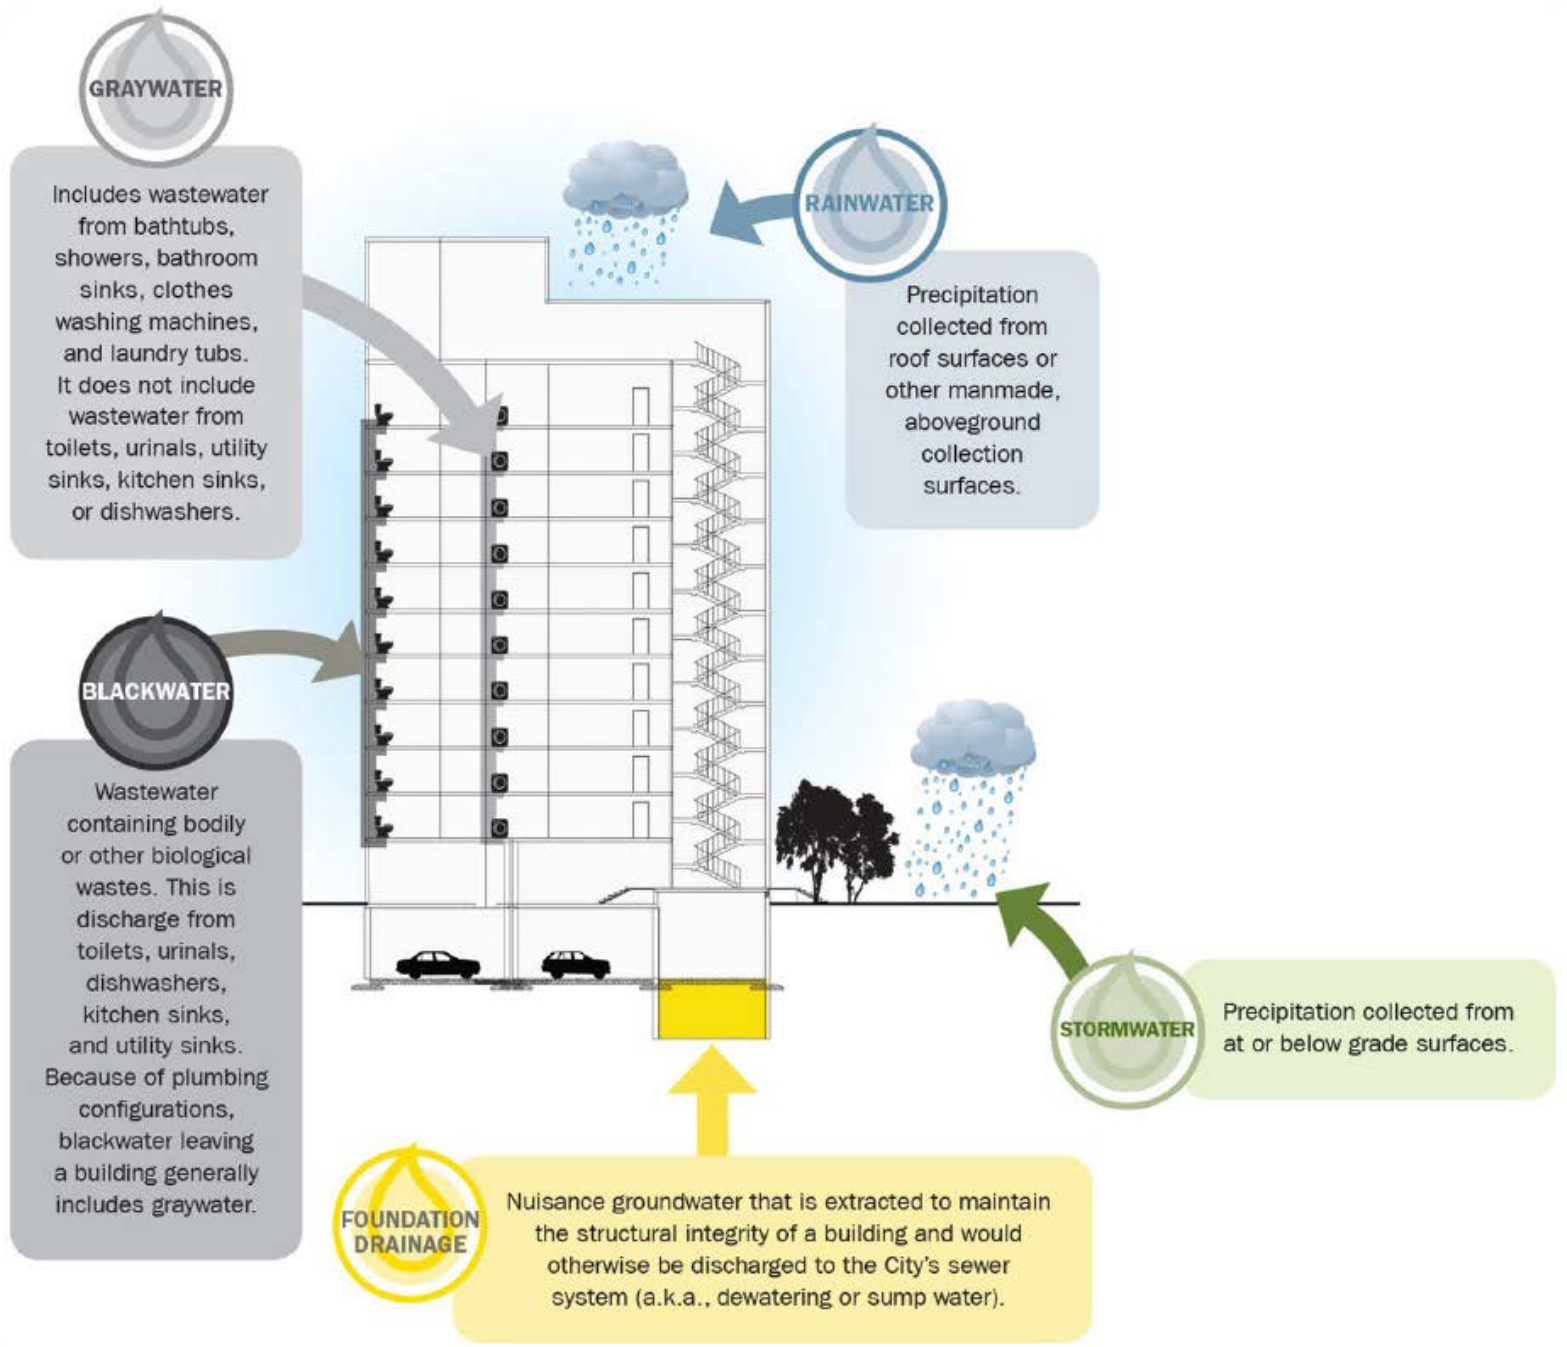 GRAYWATER
Includes wastewater
from bathtubs,
showers, bathroom
sinks, clothes
washing machines,
and laundry tubs.
It does not include
wastewater from
toilets, urinals, utility
sinks, kitchen sinks,
or dishwashers.
RAINWATER
Precipitation
collected from
roof surfaces or
other manmade,
aboveground
collection
surfaces.
BLACKWATER
Wastewater
containing bodily
or other biological
wastes. This is
discharge from
toilets, urinals,
dishwashers,
kitchen sinks,
and utility sinks.
Because of plumbing
configurations,
blackwater leaving
a building generally
includes graywater.
STORMWATER
Precipitation collected from
at or below grade surfaces.
FOUNDATION
DRAINAGE
Nuisance groundwater that is extracted to maintain
the structural integrity of a building and would
otherwise be discharged to the City's sewer
system (a.k.a., dewatering or sump water).